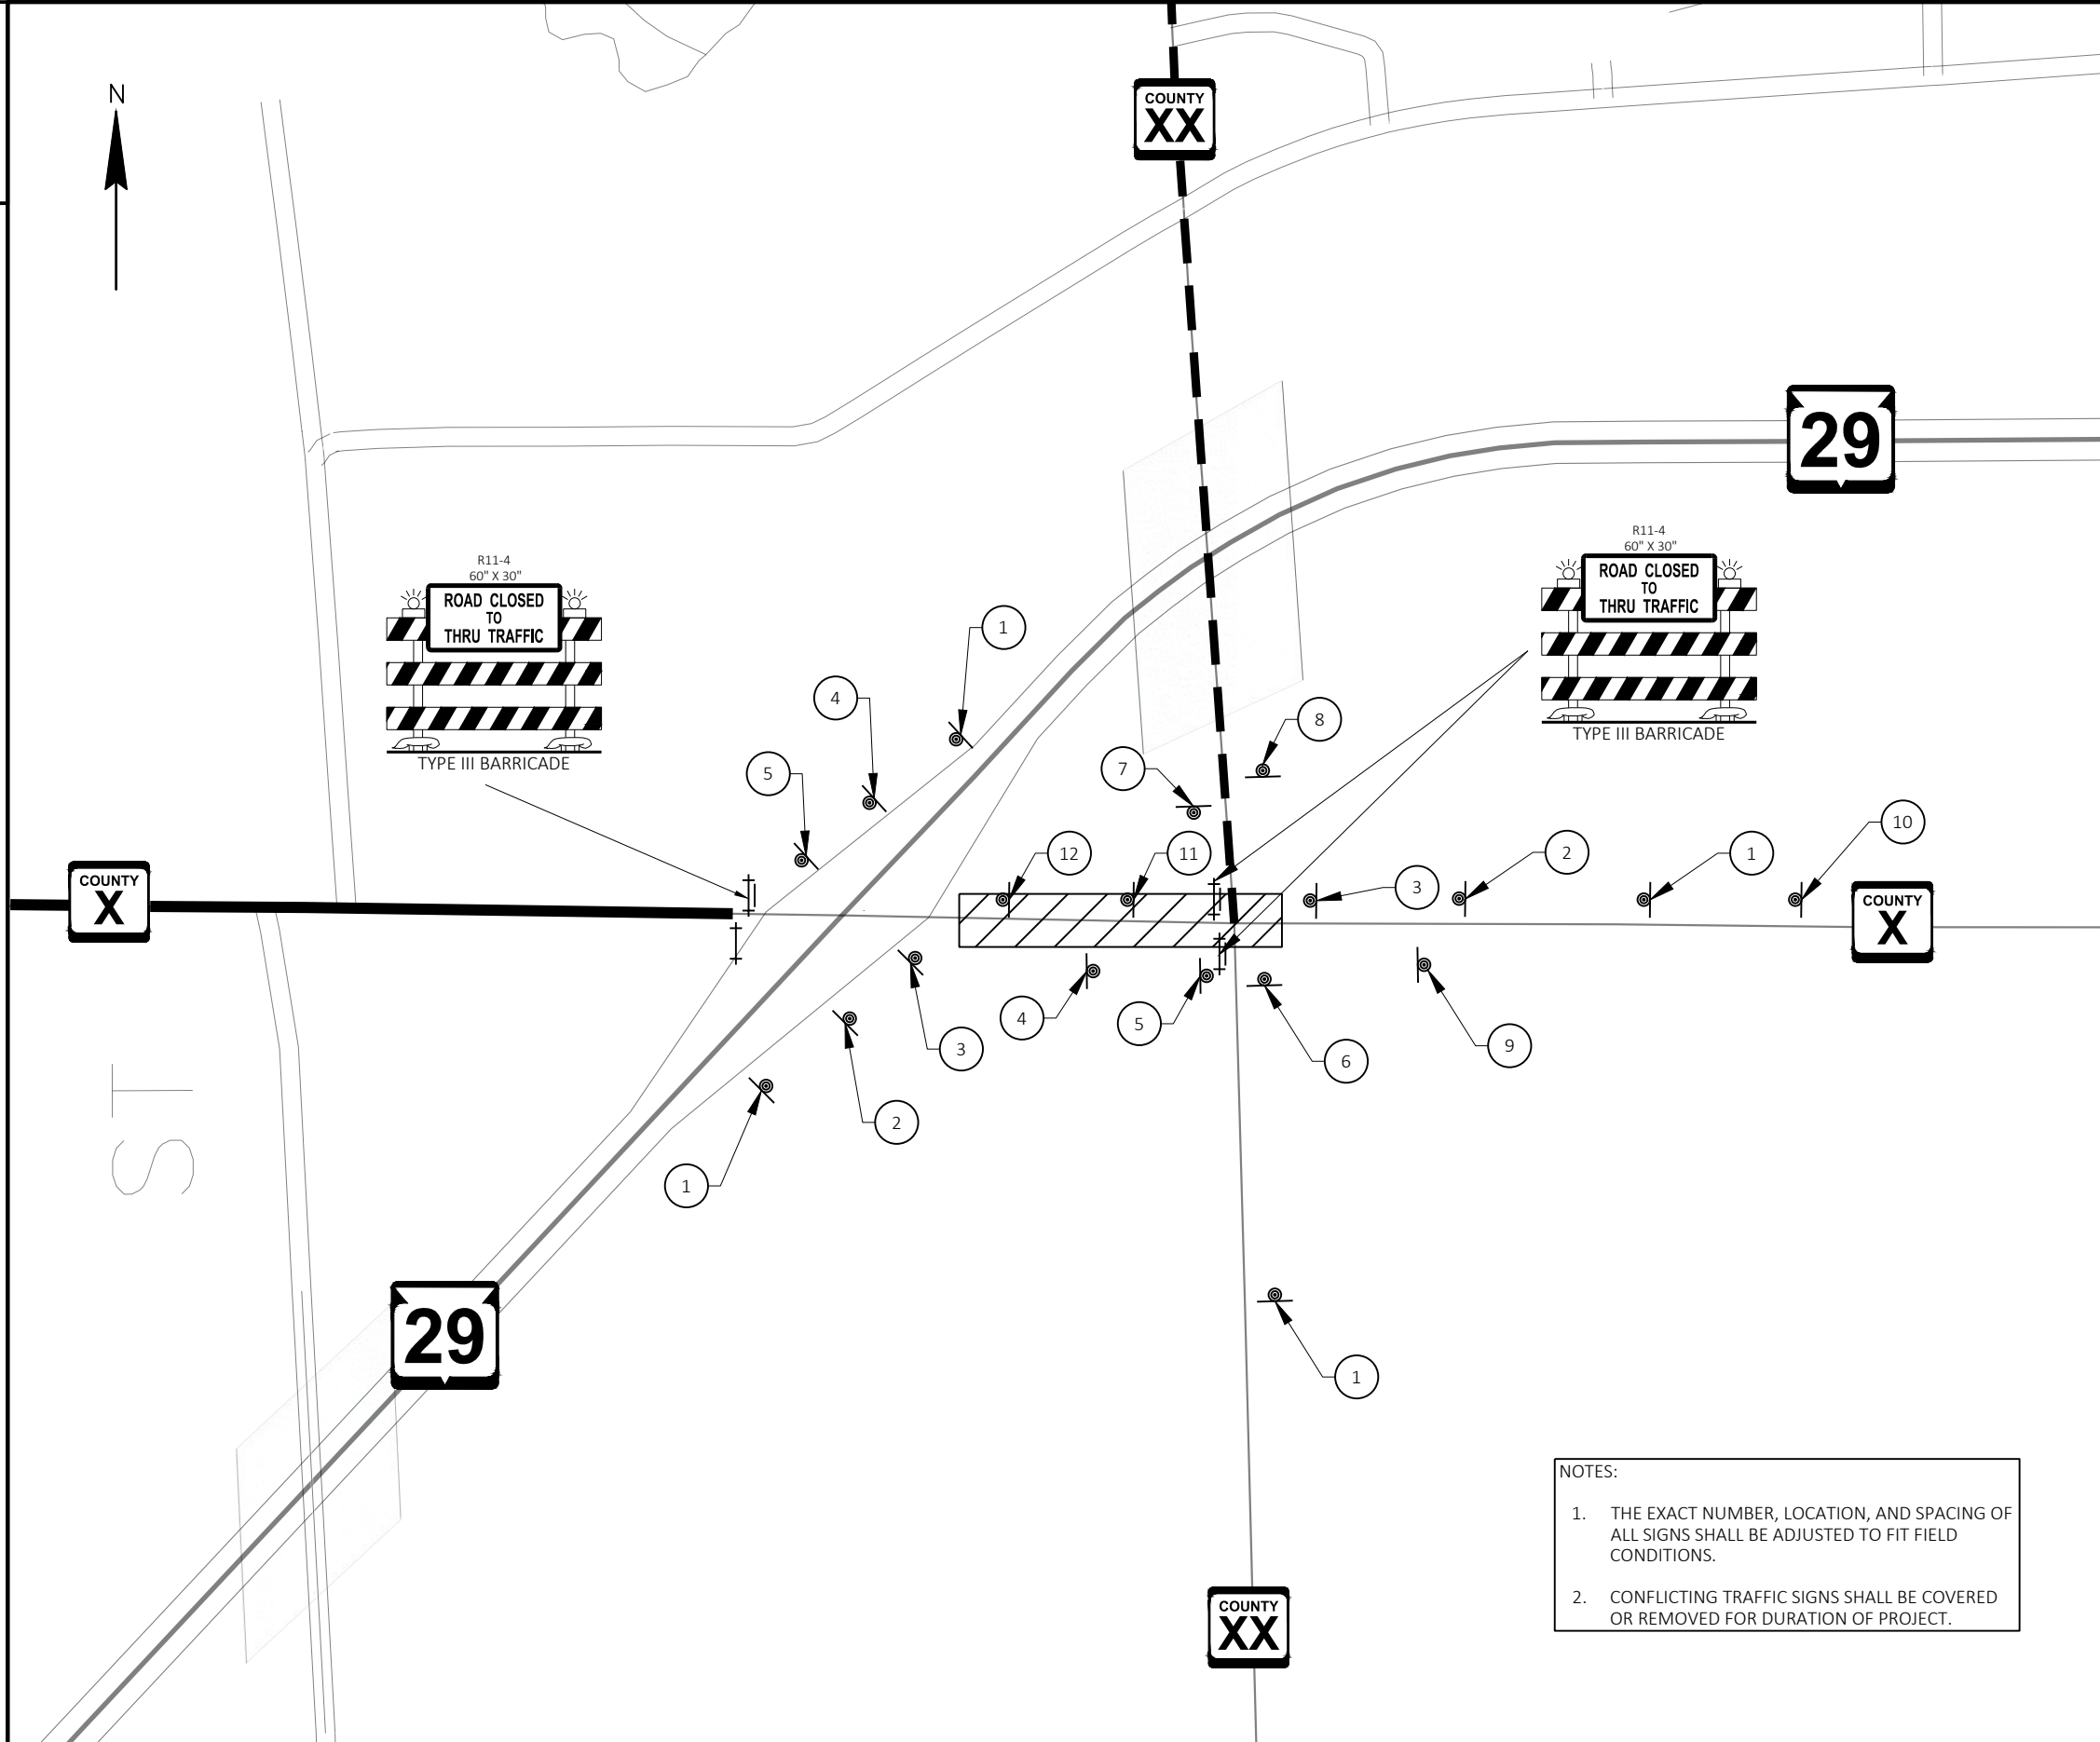 N
COUNTY
XX
29
R11-4
60" X 30"
ROAD CLOSED
TO
THRU TRAFFIC
TYPE III BARRICADE
R11-4
60" X 30"
ROAD CLOSED
TO
THRU TRAFFIC
TYPE III BARRICADE
1
4
5
8
7
12
11
3
2
1
10
COUNTY
X
COUNTY
X
4
5
6
9
3
2
1
1
ST
29
COUNTY
XX
NOTES:
1. THE EXACT NUMBER, LOCATION, AND SPACING OF
ALL SIGNS SHALL BE ADJUSTED TO FIT FIELD
CONDITIONS.
2. CONFLICTING TRAFFIC SIGNS SHALL BE COVERED
OR REMOVED FOR DURATION OF PROJECT.